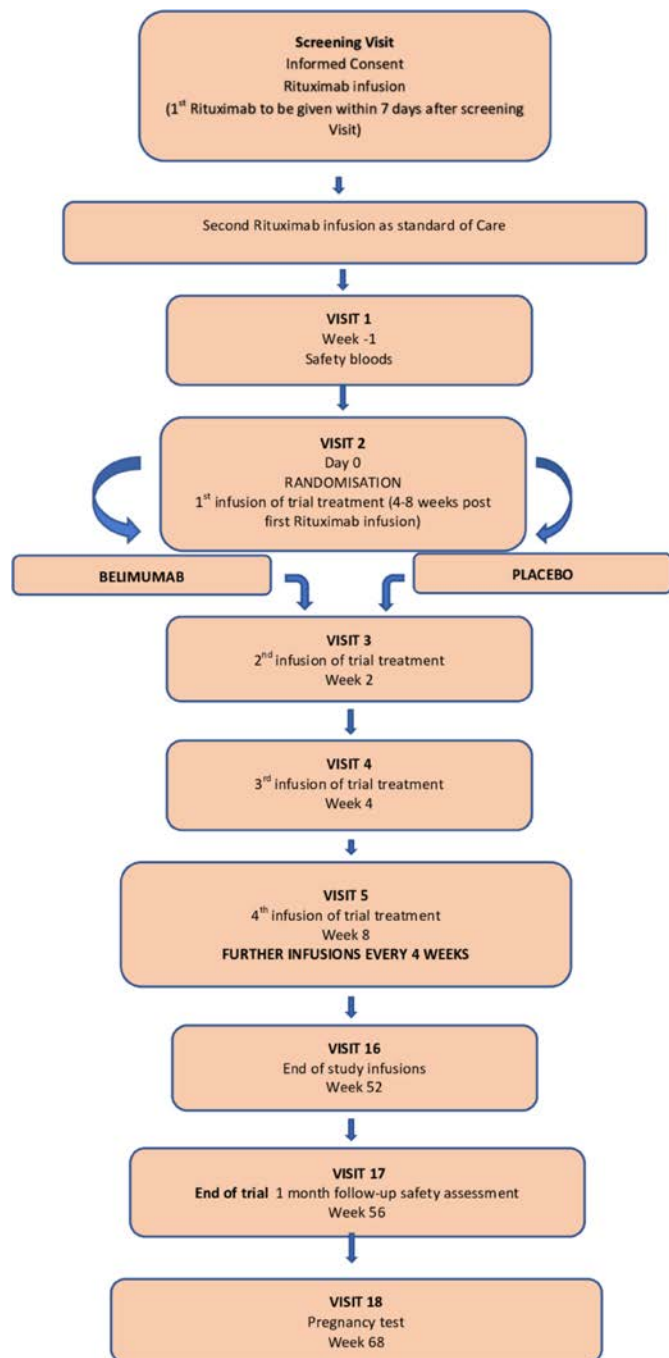 Screening Visit
Informed Consent
Rituximab infusion
(1st Rituximab to be given within 7 days after screening
Visit)
Second Rituximab infusion as standard of Care
VISIT 1
Week -1
Safety bloods
VISIT 2
Day 0
RANDOMISATION
1st infusion of trial treatment (4-8 weeks post
first Rituximab infusion)
BELIMUMAB
PLACEBO
VISIT 3
2nd infusion of trial treatment
Week 2
VISIT 4
3rd infusion of trial treatment
Week 4
VISIT 5
4th infusion of trial treatment
Week 8
FURTHER INFUSIONS EVERY 4 WEEKS
VISIT 16
End of study infusions
Week 52
VISIT 17
End of trial 1 month follow-up safety assessment
Week 56
VISIT 18
Pregnancy test
Week 68